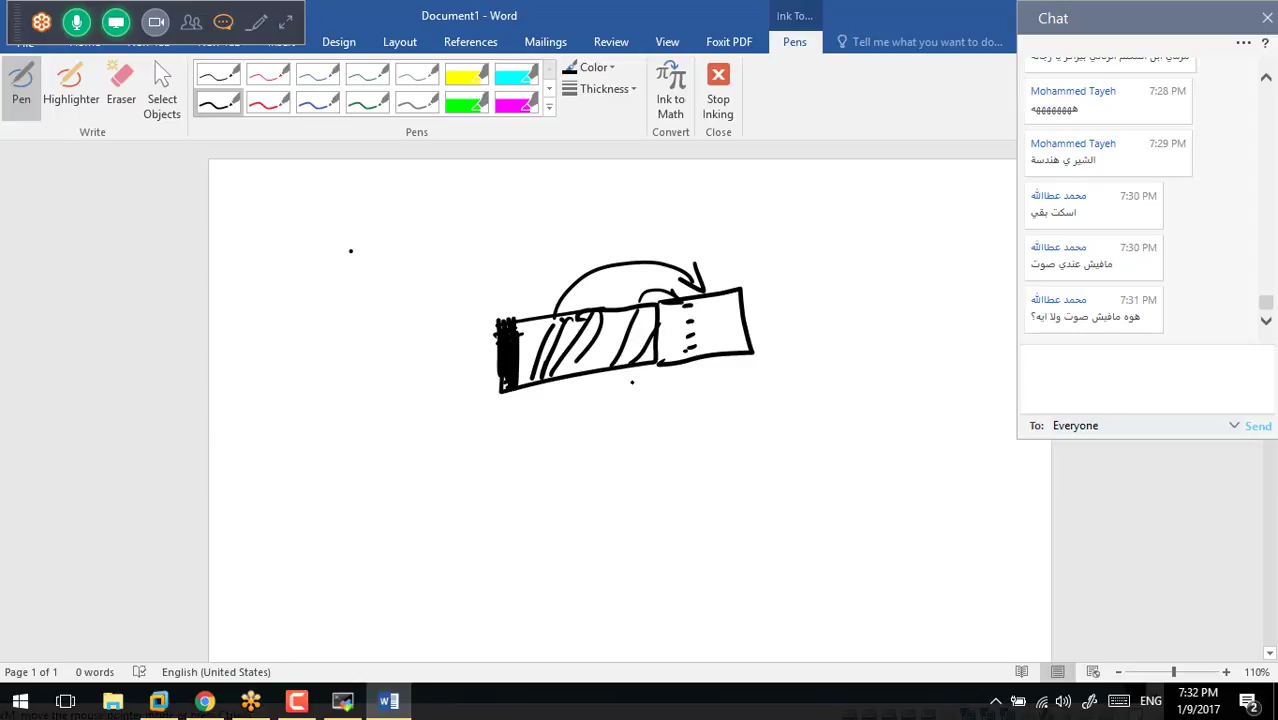 Document1 - Word
Ink To...
Chat
Design
Layout
References
Mailings
Review
View
Foxit PDF
Pens
Tell me what you want to do...
Pen
Highlighter
Eraser
Select
Objects
Color
Thickness
Ink to
Math
Stop
Inking
Write
Pens
Convert
Close
Mohammed Tayeh 7:28 PM
هههههههههه
Mohammed Tayeh 7:29 PM
الشير ي هندسة
محمد عطاالله 7:30 PM
اسكت بقي
محمد عطاالله 7:30 PM
مافيش عندي صوت
محمد عطاالله 7:31 PM
هوه مافيش صوت ولا ايه؟
To: Everyone
Send
Page 1 of 1
0 words
English (United States)
110%
ENG
7:32 PM
1/9/2017
2